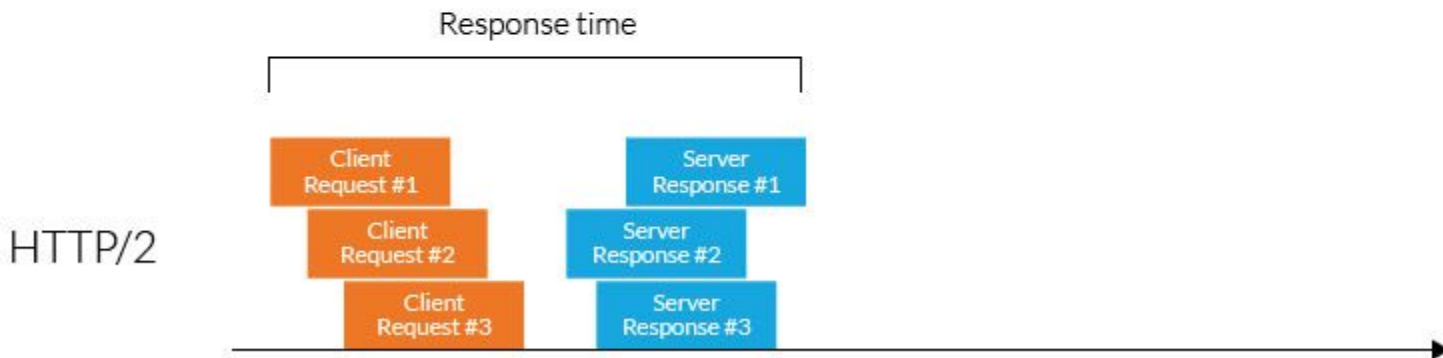 Response time
Client
Request #1
Server
Response #1
HTTP/2
Client
Request #2
Server
Response #2
Client
Request #3
Server
Response #3